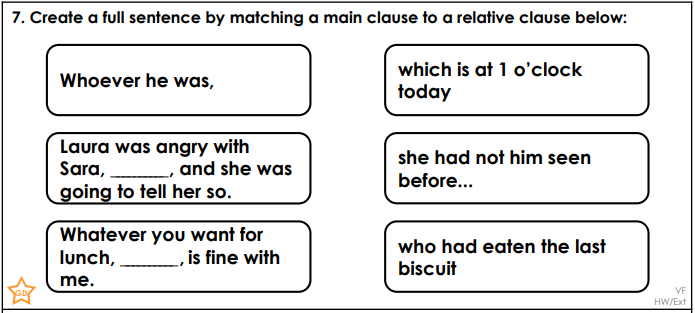 7. Create a full sentence by matching a main clause to a relative clause below:
Whoever he was,
which is at 1 o’clock
today
Laura was angry with
Sara, __________, and she was
going to tell her so.
she had not him seen
before...
Whatever you want for
lunch, __________, is fine with
me.
who had eaten the last
biscuit
GD
VF
HW/Ext